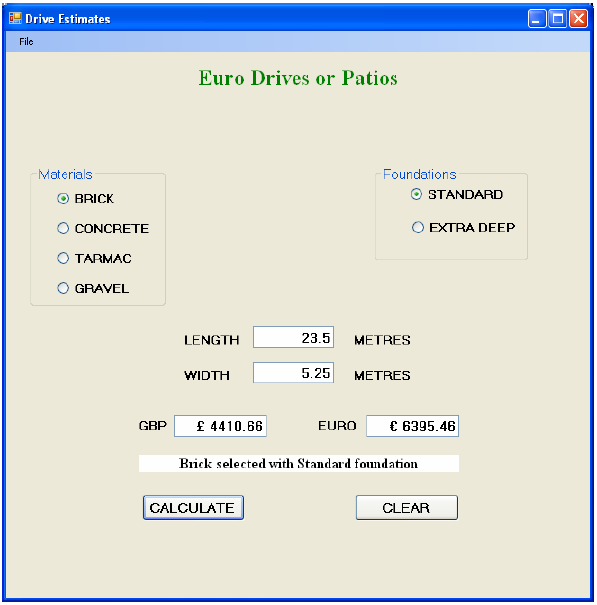 Drive Estimates
File
Euro Drives or Patios
Materials
BRICK
CONCRETE
TARMAC
GRAVEL
Foundations
STANDARD
EXTRA DEEP
LENGTH 23.5 METRES
WIDTH 5.25 METRES
GBP £ 4410.66 EURO € 6395.46
Brick selected with Standard foundation
CALCULATE CLEAR